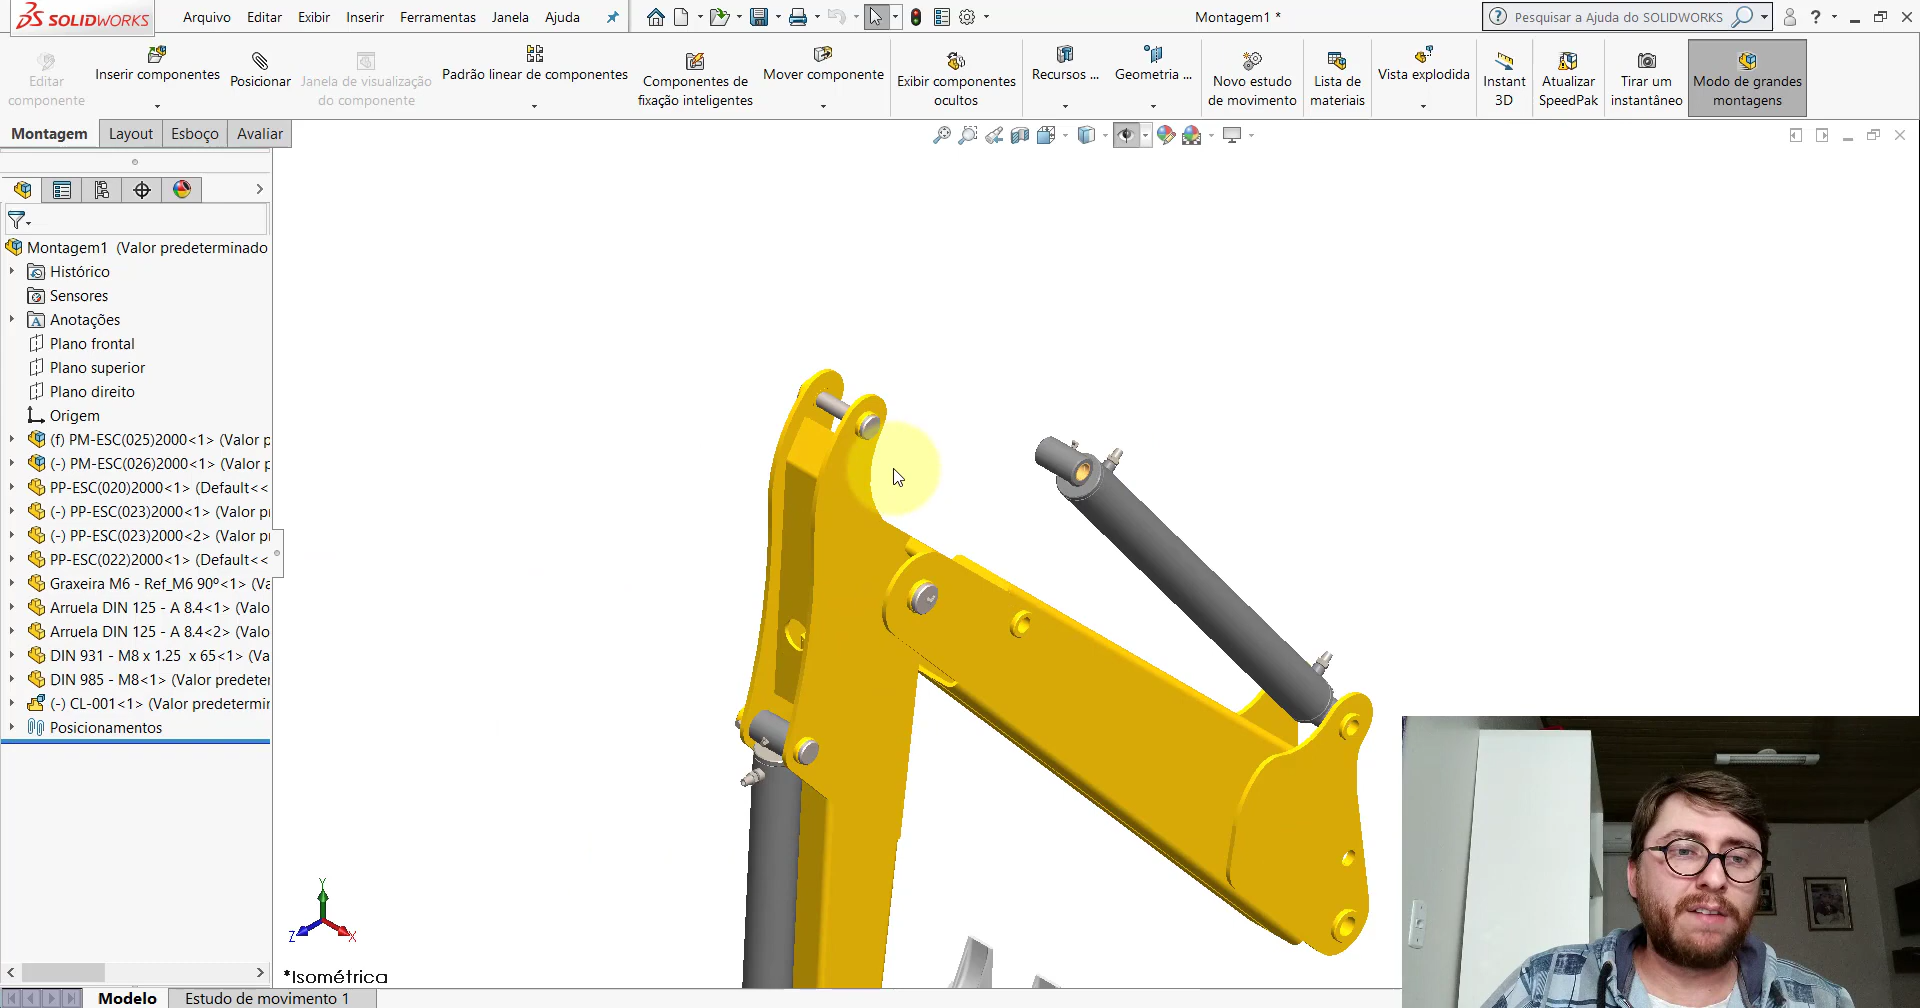 SOLIDWORKS
Arquivo Editar Exibir Inserir Ferramentas Janela Ajuda
Montagem1 *
Pesquisar a Ajuda do SOLIDWORKS
Editar componente
Inserir componentes
Posicionar
Janela de visualização do componente
Padrão linear de componentes
Componentes de fixação inteligentes
Mover componente
Exibir componentes ocultos
Recursos ...
Geometria ...
Novo estudo de movimento
Lista de materiais
Vista explodida
Instant 3D
Atualizar SpeedPak
Tirar um instantâneo
Modo de grandes montagens
Montagem Layout Esboço Avaliar
Montagem1 (Valor predeterminado
Histórico
Sensores
Anotações
Plano frontal
Plano superior
Plano direito
Origem
(f) PM-ESC(025)2000<1> (Valor p
(-) PM-ESC(026)2000<1> (Valor p
PP-ESC(020)2000<1> (Default<<
(-) PP-ESC(023)2000<1> (Valor p
(-) PP-ESC(023)2000<2> (Valor p
PP-ESC(022)2000<1> (Default<<
Graxeira M6 - Ref_M6 90º<1> (Va
Arruela DIN 125 - A 8.4<1> (Valo
Arruela DIN 125 - A 8.4<2> (Valo
DIN 931 - M8 x 1.25 x 65<1> (Va
DIN 985 - M8<1> (Valor predeter
(-) CL-001<1> (Valor predetermin
Posicionamentos
Y
Z
X
*Isométrica
Modelo Estudo de movimento 1